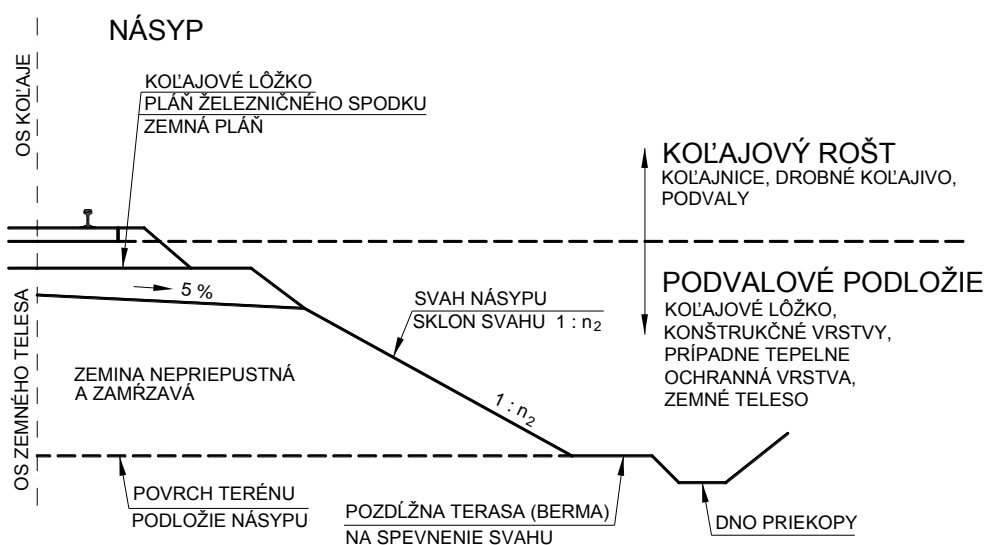 NÁSYP
OS KOĽAJE
KOĽAJOVÉ LÔŽKO
PLÁŇ ŽELEZNIČNÉHO SPODKU
ZEMNÁ PLÁŇ
KOĽAJOVÝ ROŠT
KOĽAJNICE, DROBNÉ KOĽAJIVO,
PODVALY
PODVALOVÉ PODLOŽIE
KOĽAJOVÉ LÔŽKO,
KONŠTRUKČNÉ VRSTVY,
PRÍPADNE TEPELNE
OCHRANNÁ VRSTVA,
ZEMNÉ TELESO
5 %
SVAH NÁSYPU
SKLON SVAHU 1 : n₂
OS ZEMNÉHO TELESA
ZEMINA NEPRIEPUSTNÁ
A ZAMŔZAVÁ
1 : n₂
POVRCH TERÉNU
PODLOŽIE NÁSYPU
POZDĹŽNA TERASA (BERMA)
NA SPEVNENIE SVAHU
DNO PRIEKOPY